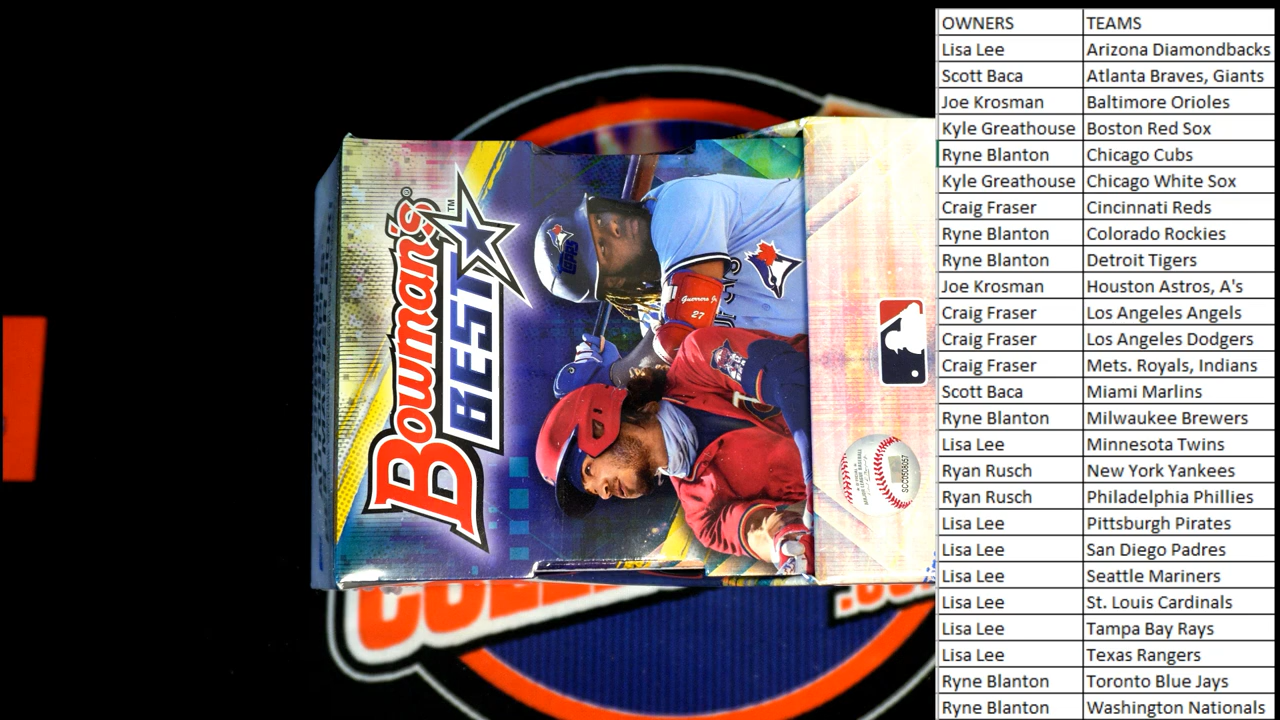 Bowman's
BEST
TM
TOPPS
Guerrero Jr.
27
SCC0508057
OWNERS TEAMS
Lisa Lee Arizona Diamondbacks
Scott Baca Atlanta Braves, Giants
Joe Krosman Baltimore Orioles
Kyle Greathouse Boston Red Sox
Ryne Blanton Chicago Cubs
Kyle Greathouse Chicago White Sox
Craig Fraser Cincinnati Reds
Ryne Blanton Colorado Rockies
Ryne Blanton Detroit Tigers
Joe Krosman Houston Astros, A's
Craig Fraser Los Angeles Angels
Craig Fraser Los Angeles Dodgers
Craig Fraser Mets. Royals, Indians
Scott Baca Miami Marlins
Ryne Blanton Milwaukee Brewers
Lisa Lee Minnesota Twins
Ryan Rusch New York Yankees
Ryan Rusch Philadelphia Phillies
Lisa Lee Pittsburgh Pirates
Lisa Lee San Diego Padres
Lisa Lee Seattle Mariners
Lisa Lee St. Louis Cardinals
Lisa Lee Tampa Bay Rays
Lisa Lee Texas Rangers
Ryne Blanton Toronto Blue Jays
Ryne Blanton Washington Nationals